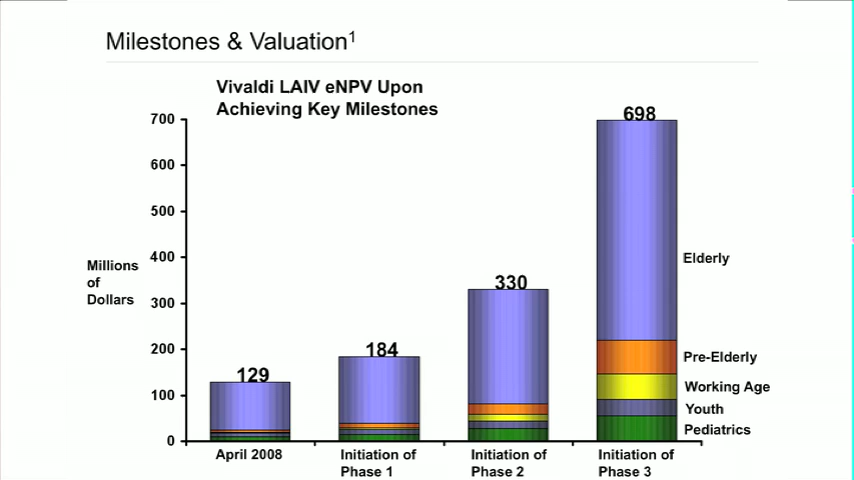 Milestones & Valuation¹
Vivaldi LAIV eNPV Upon
Achieving Key Milestones
700
600
500
400
300
200
100
0
Millions
of
Dollars
129
184
330
698
Elderly
Pre-Elderly
Working Age
Youth
Pediatrics
April 2008
Initiation of
Phase 1
Initiation of
Phase 2
Initiation of
Phase 3